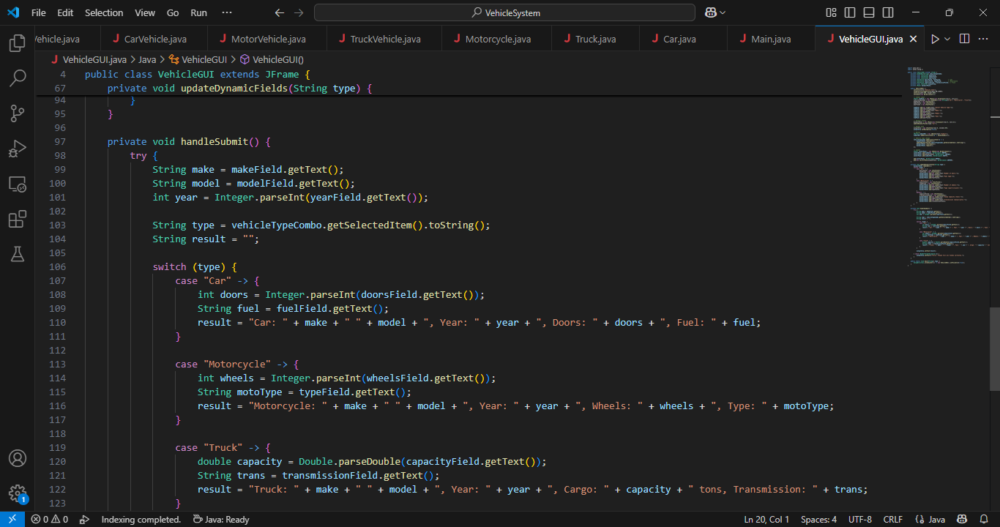 File Edit Selection View Go Run ··· VehicleSystem
Vehicle.java CarVehicle.java MotorVehicle.java TruckVehicle.java Motorcycle.java Truck.java Car.java Main.java VehicleGUI.java
VehicleGUI.java > Java > VehicleGUI > VehicleGUI()
4 public class VehicleGUI extends JFrame {
67 private void updateDynamicFields(String type) {
94 }
95 }
96
97 private void handleSubmit() {
98 try {
99 String make = makeField.getText();
100 String model = modelField.getText();
101 int year = Integer.parseInt(yearField.getText());
102
103 String type = vehicleTypeCombo.getSelectedItem().toString();
104 String result = "";
105
106 switch (type) {
107 case "Car" -> {
108 int doors = Integer.parseInt(doorsField.getText());
109 String fuel = fuelField.getText();
110 result = "Car: " + make + " " + model + ", Year: " + year + ", Doors: " + doors + ", Fuel: " + fuel;
111 }
112
113 case "Motorcycle" -> {
114 int wheels = Integer.parseInt(wheelsField.getText());
115 String motoType = typeField.getText();
116 result = "Motorcycle: " + make + " " + model + ", Year: " + year + ", Wheels: " + wheels + ", Type: " + motoType;
117 }
118
119 case "Truck" -> {
120 double capacity = Double.parseDouble(capacityField.getText());
121 String trans = transmissionField.getText();
122 result = "Truck: " + make + " " + model + ", Year: " + year + ", Cargo: " + capacity + " tons, Transmission: " + trans;
123 }
1
0 0 Indexing completed. Java: Ready Ln 20, Col 1 Spaces: 4 UTF-8 CRLF {} Java